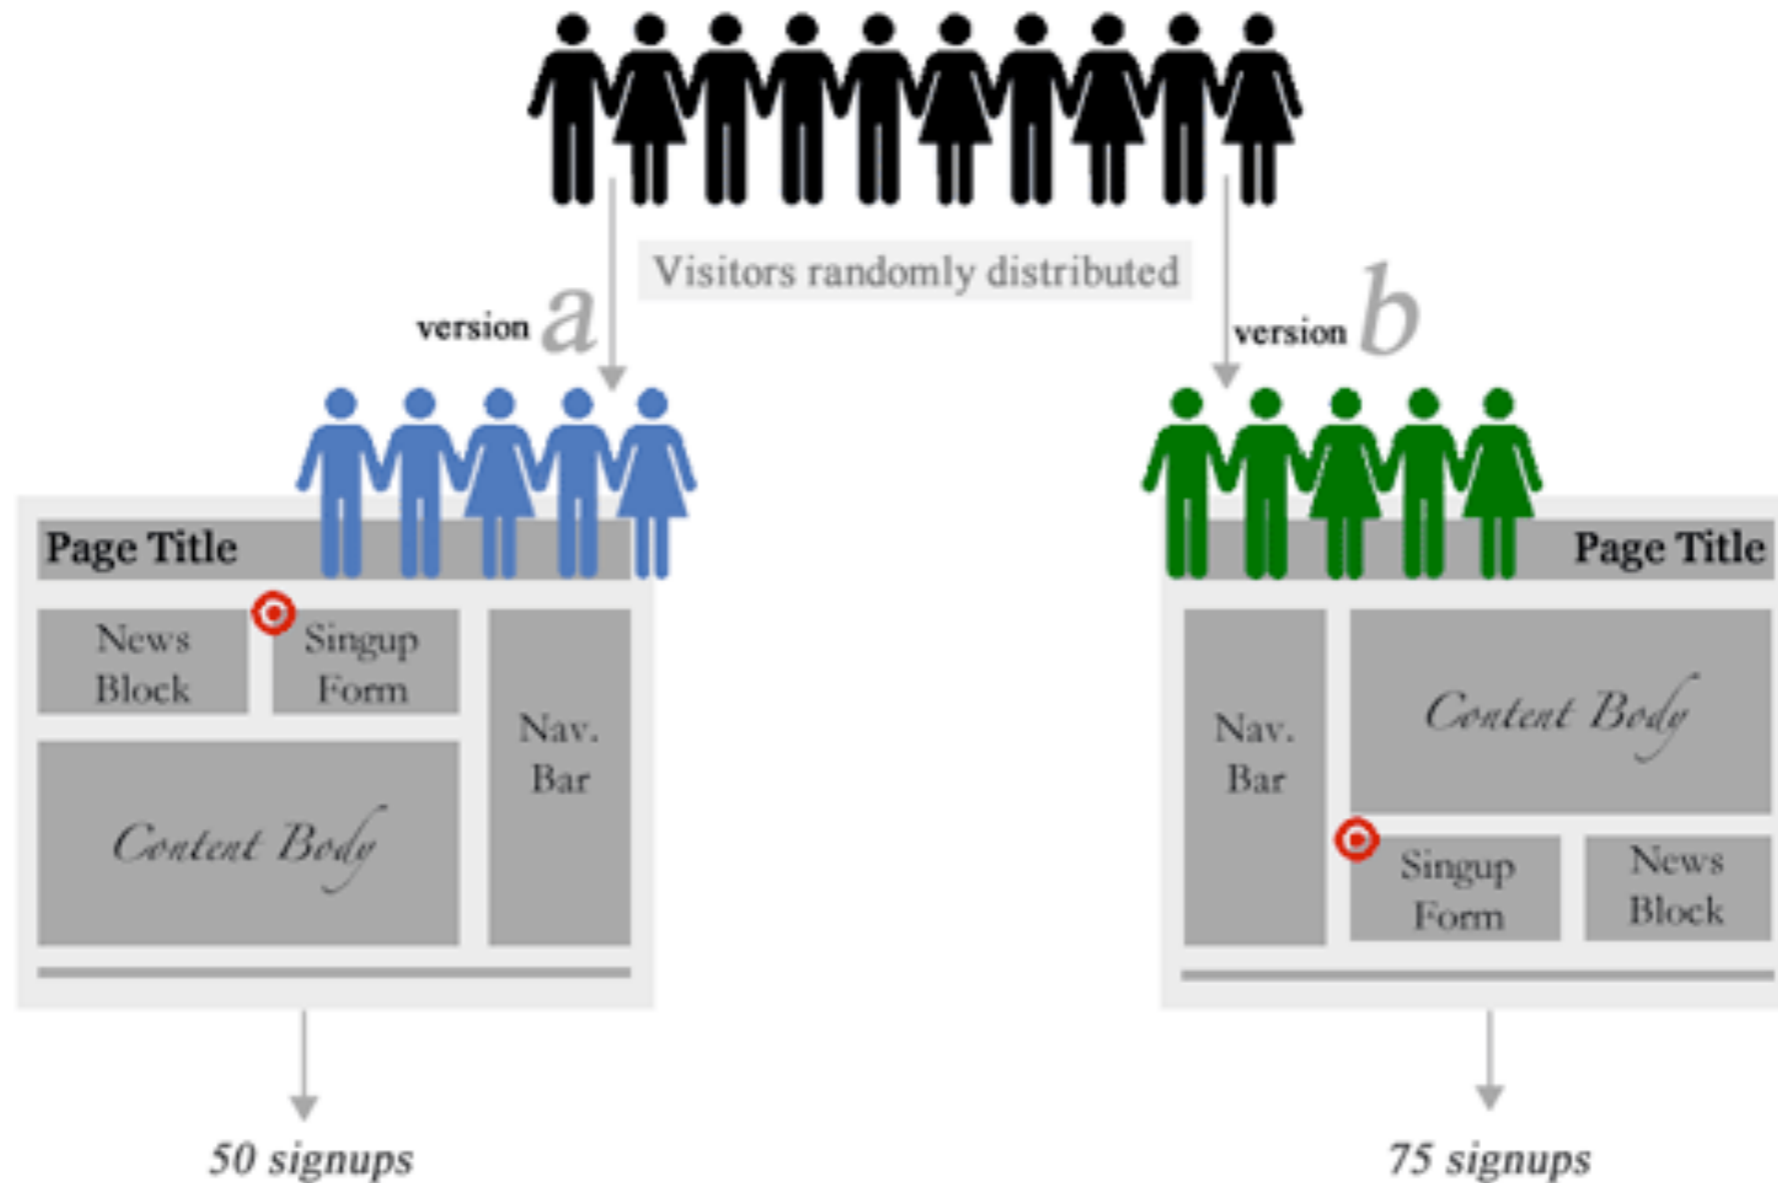 Visitors randomly distributed
version a
version b
Page Title
News
Block
Singup
Form
Nav.
Bar
Content Body
50 signups
Page Title
Nav.
Bar
Content Body
Singup
Form
News
Block
75 signups